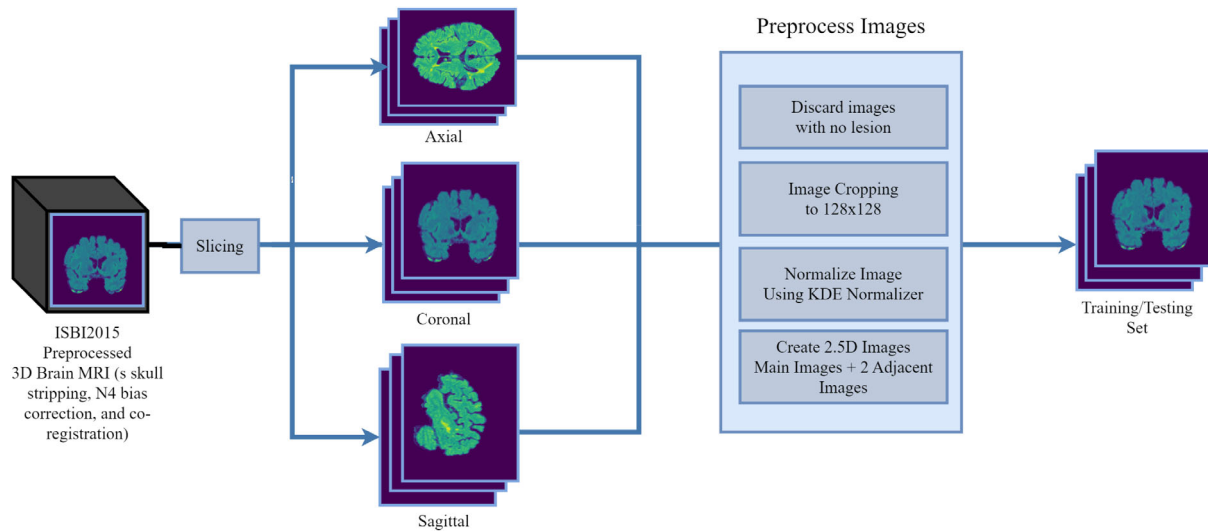 Preprocess Images
Axial
Discard images
with no lesion
Image Cropping
to 128x128
Slicing
Coronal
Normalize Image
Using KDE Normalizer
Training/Testing
Set
ISBI2015
Preprocessed
3D Brain MRI (s skull
stripping, N4 bias
correction, and co-
registration)
Create 2.5D Images
Main Images + 2 Adjacent
Images
Sagittal